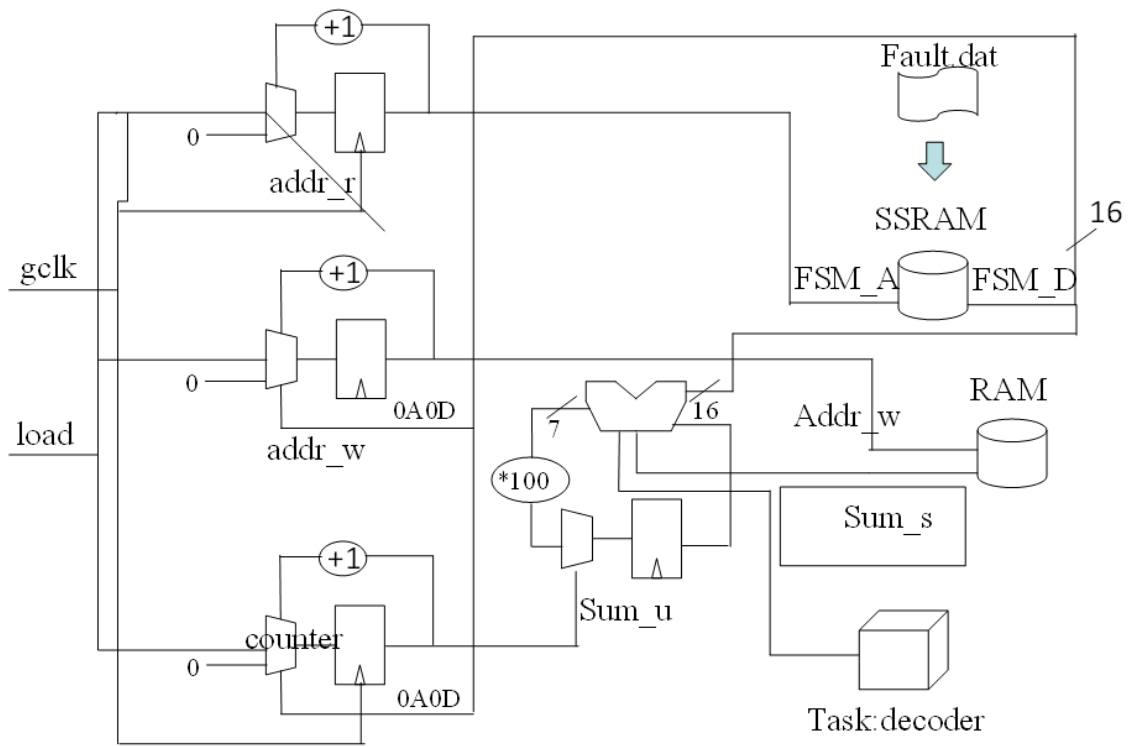 +1
Fault.dat
0
addr_r
SSRAM
16
gclk
+1
FSM_A
FSM_D
0
0A0D
7
16
RAM
load
addr_w
Addr_w
*100
Sum_s
+1
Sum_u
counter
0
0A0D
Task:decoder